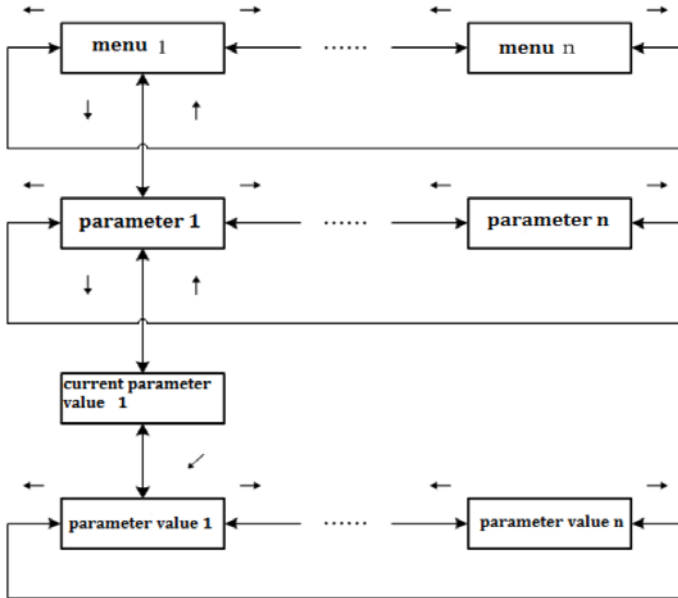 menu 1
......
menu n
parameter 1
......
parameter n
current parameter
value 1
parameter value 1
......
parameter value n